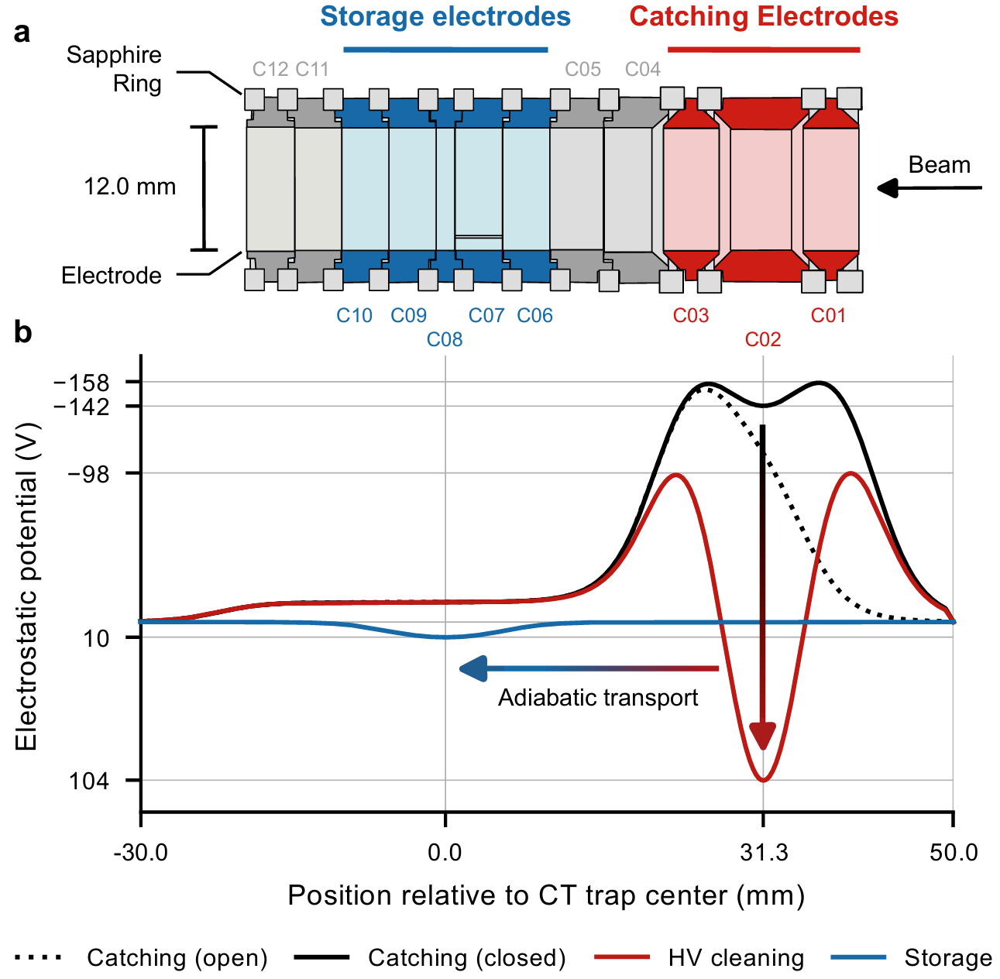 a
Storage electrodes
Catching Electrodes
Sapphire
Ring
C12 C11
C05
C04
12.0 mm
Beam
Electrode
C10
C09
C07
C06
C03
C01
C08
C02
b
−158
−142
−98
10
104
Electrostatic potential (V)
Adiabatic transport
-30.0
0.0
31.3
50.0
Position relative to CT trap center (mm)
Catching (open)
Catching (closed)
HV cleaning
Storage